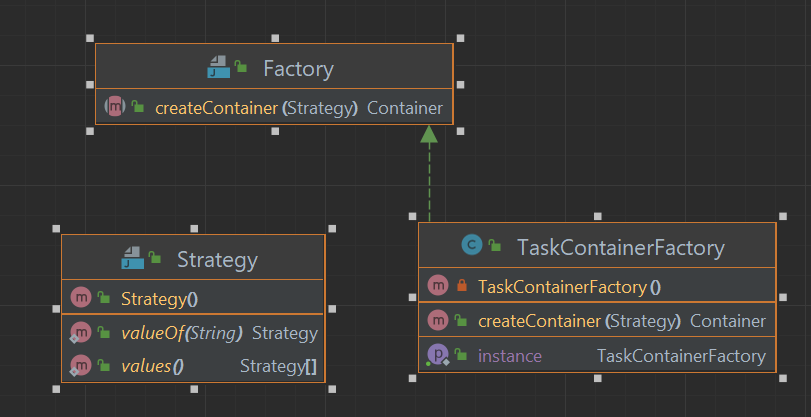 Factory
createContainer(Strategy) Container
Strategy
Strategy()
valueOf(String) Strategy
values() Strategy[]
TaskContainerFactory
TaskContainerFactory()
createContainer(Strategy) Container
instance TaskContainerFactory